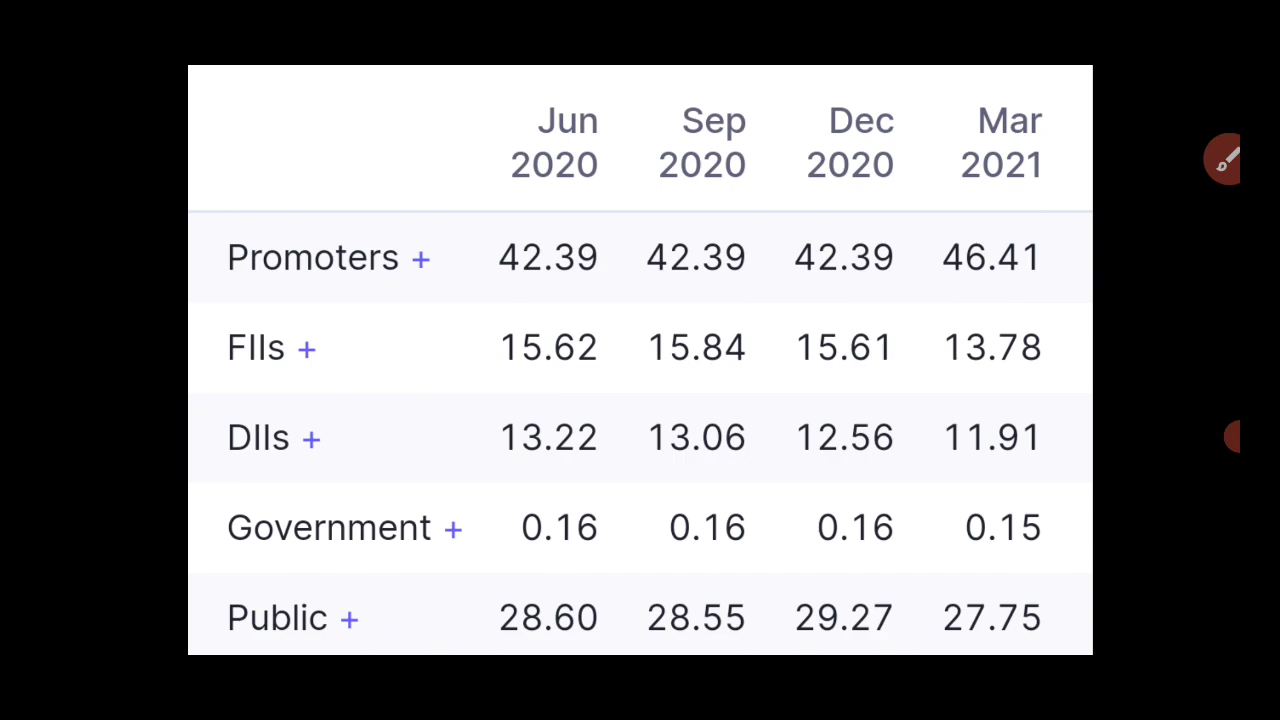 Jun 2020 Sep 2020 Dec 2020 Mar 2021
Promoters + 42.39 42.39 42.39 46.41
FIIs + 15.62 15.84 15.61 13.78
DIIs + 13.22 13.06 12.56 11.91
Government + 0.16 0.16 0.16 0.15
Public + 28.60 28.55 29.27 27.75